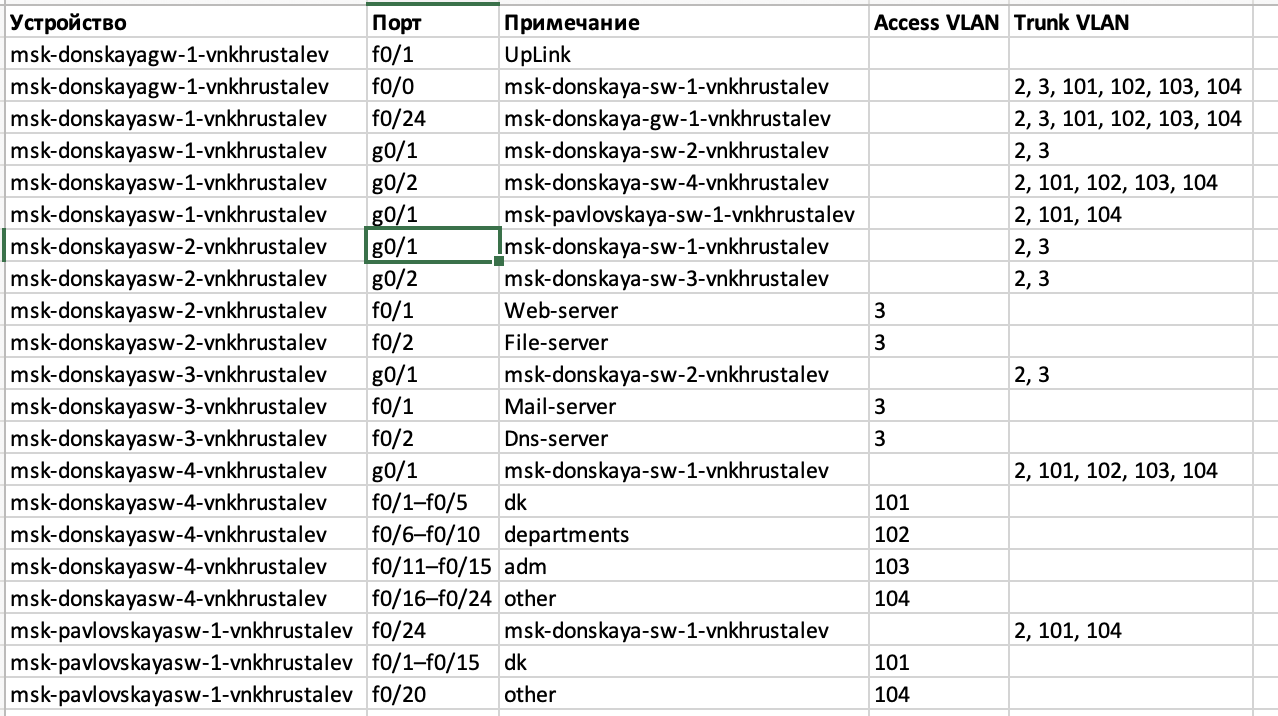 Устройство Порт Примечание Access VLAN Trunk VLAN
msk-donskayagw-1-vnkhrustalev f0/1 UpLink
msk-donskayagw-1-vnkhrustalev f0/0 msk-donskaya-sw-1-vnkhrustalev 2, 3, 101, 102, 103, 104
msk-donskayasw-1-vnkhrustalev f0/24 msk-donskaya-gw-1-vnkhrustalev 2, 3, 101, 102, 103, 104
msk-donskayasw-1-vnkhrustalev g0/1 msk-donskaya-sw-2-vnkhrustalev 2, 3
msk-donskayasw-1-vnkhrustalev g0/2 msk-donskaya-sw-4-vnkhrustalev 2, 101, 102, 103, 104
msk-donskayasw-1-vnkhrustalev g0/1 msk-pavlovskaya-sw-1-vnkhrustalev 2, 101, 104
msk-donskayasw-2-vnkhrustalev g0/1 msk-donskaya-sw-1-vnkhrustalev 2, 3
msk-donskayasw-2-vnkhrustalev g0/2 msk-donskaya-sw-3-vnkhrustalev 2, 3
msk-donskayasw-2-vnkhrustalev f0/1 Web-server 3
msk-donskayasw-2-vnkhrustalev f0/2 File-server 3
msk-donskayasw-3-vnkhrustalev g0/1 msk-donskaya-sw-2-vnkhrustalev 2, 3
msk-donskayasw-3-vnkhrustalev f0/1 Mail-server 3
msk-donskayasw-3-vnkhrustalev f0/2 Dns-server 3
msk-donskayasw-4-vnkhrustalev g0/1 msk-donskaya-sw-1-vnkhrustalev 2, 101, 102, 103, 104
msk-donskayasw-4-vnkhrustalev f0/1–f0/5 dk 101
msk-donskayasw-4-vnkhrustalev f0/6–f0/10 departments 102
msk-donskayasw-4-vnkhrustalev f0/11–f0/15 adm 103
msk-donskayasw-4-vnkhrustalev f0/16–f0/24 other 104
msk-pavlovskayasw-1-vnkhrustalev f0/24 msk-donskaya-sw-1-vnkhrustalev 2, 101, 104
msk-pavlovskayasw-1-vnkhrustalev f0/1–f0/15 dk 101
msk-pavlovskayasw-1-vnkhrustalev f0/20 other 104